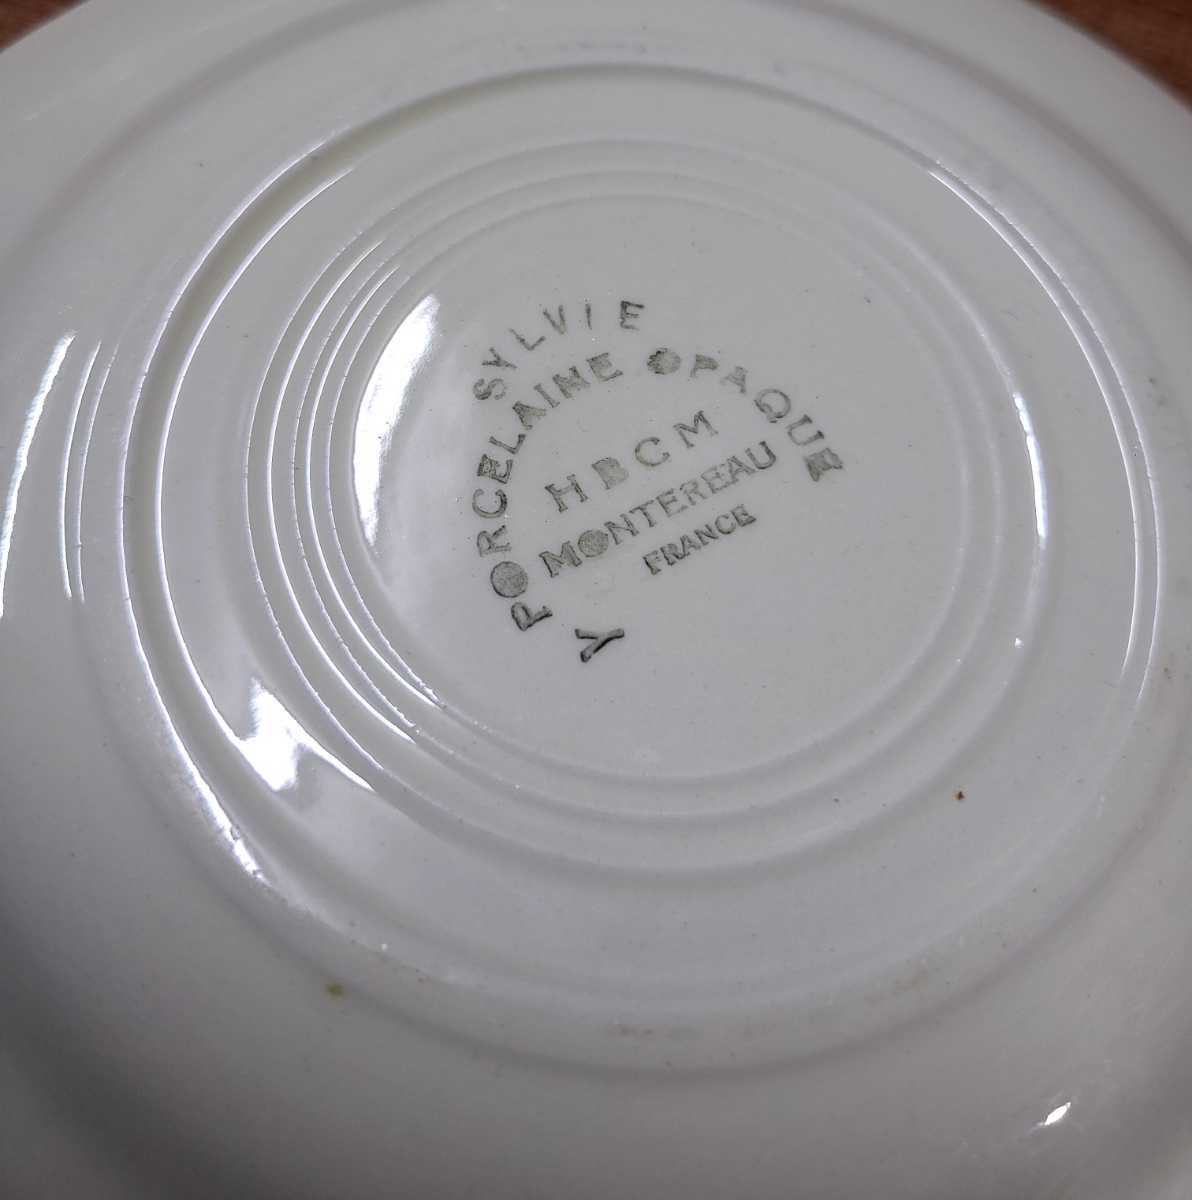 SYLVIE
PORCELAINE OPAQUE
HBCM
MONTEREAU
FRANCE
Y